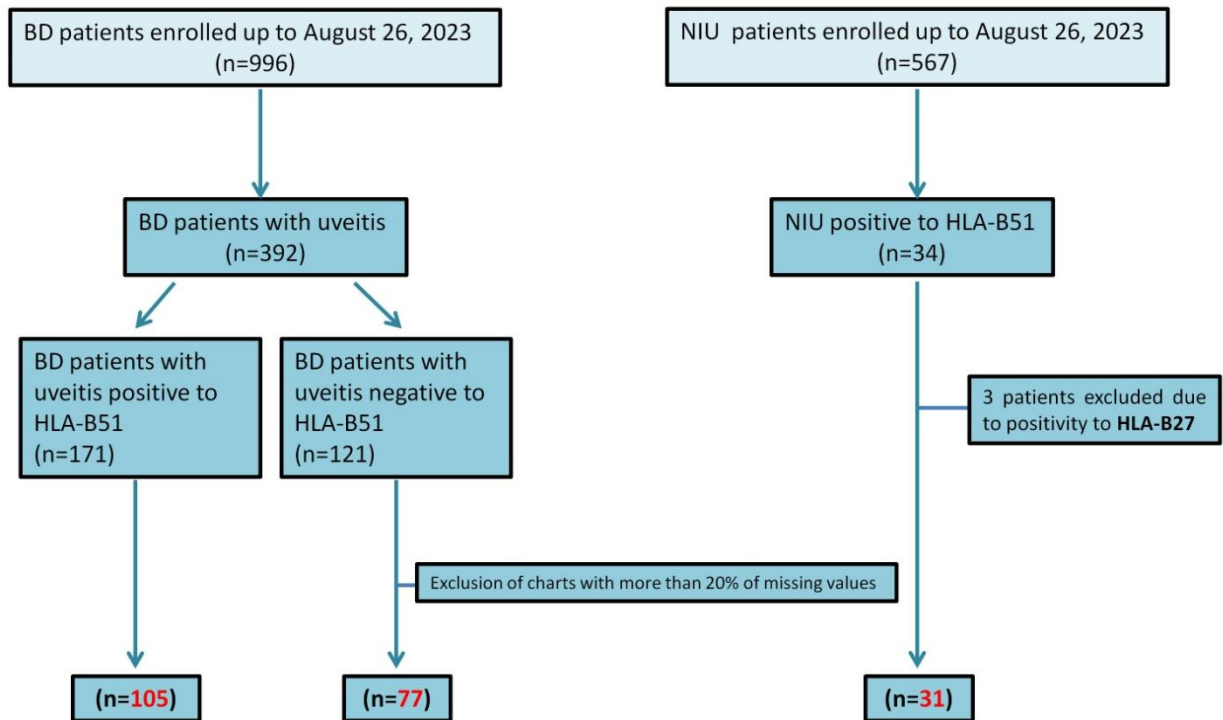 BD patients enrolled up to August 26, 2023
(n=996)
NIU patients enrolled up to August 26, 2023
(n=567)
BD patients with uveitis
(n=392)
NIU positive to HLA-B51
(n=34)
BD patients with
uveitis positive to
HLA-B51
(n=171)
BD patients with
uveitis negative to
HLA-B51
(n=121)
3 patients excluded due
to positivity to HLA-B27
Exclusion of charts with more than 20% of missing values
(n=105)
(n=77)
(n=31)